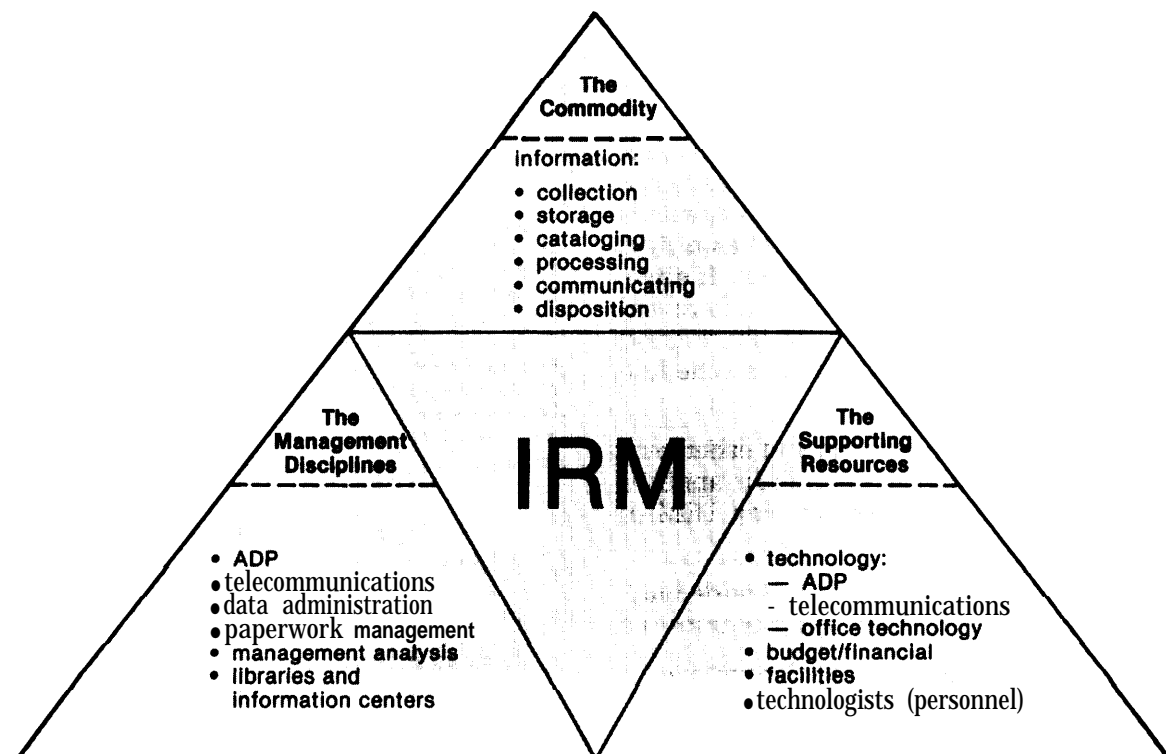 The
Commodity
information:
• collection
• storage
• cataloging
• processing
• communicating
• disposition
The
Management
Disciplines
• ADP
• telecommunications
• data administration
• paperwork management
• management analysis
• libraries and
information centers
IRM
The
Supporting
Resources
• technology:
— ADP
- telecommunications
— office technology
• budget/financial
• facilities
• technologists (personnel)